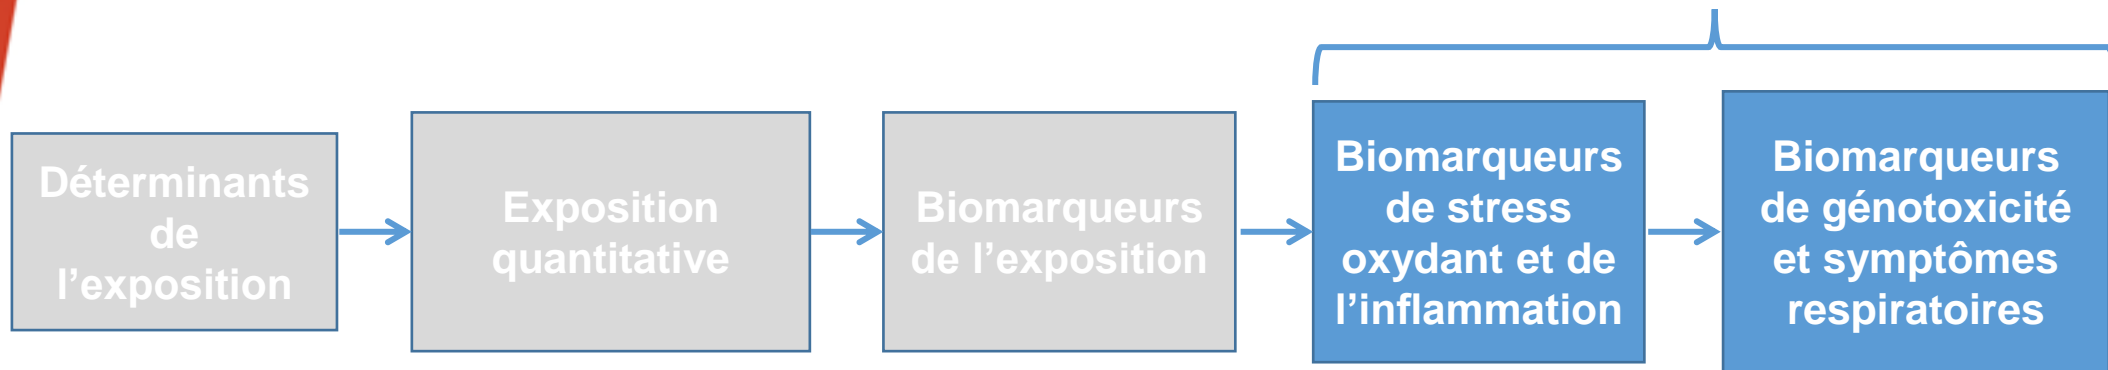 Déterminants
de
l’exposition
Exposition
quantitative
Biomarqueurs
de l’exposition
Biomarqueurs
de stress
oxydant et de
l’inflammation
Biomarqueurs
de génotoxicité
et symptômes
respiratoires